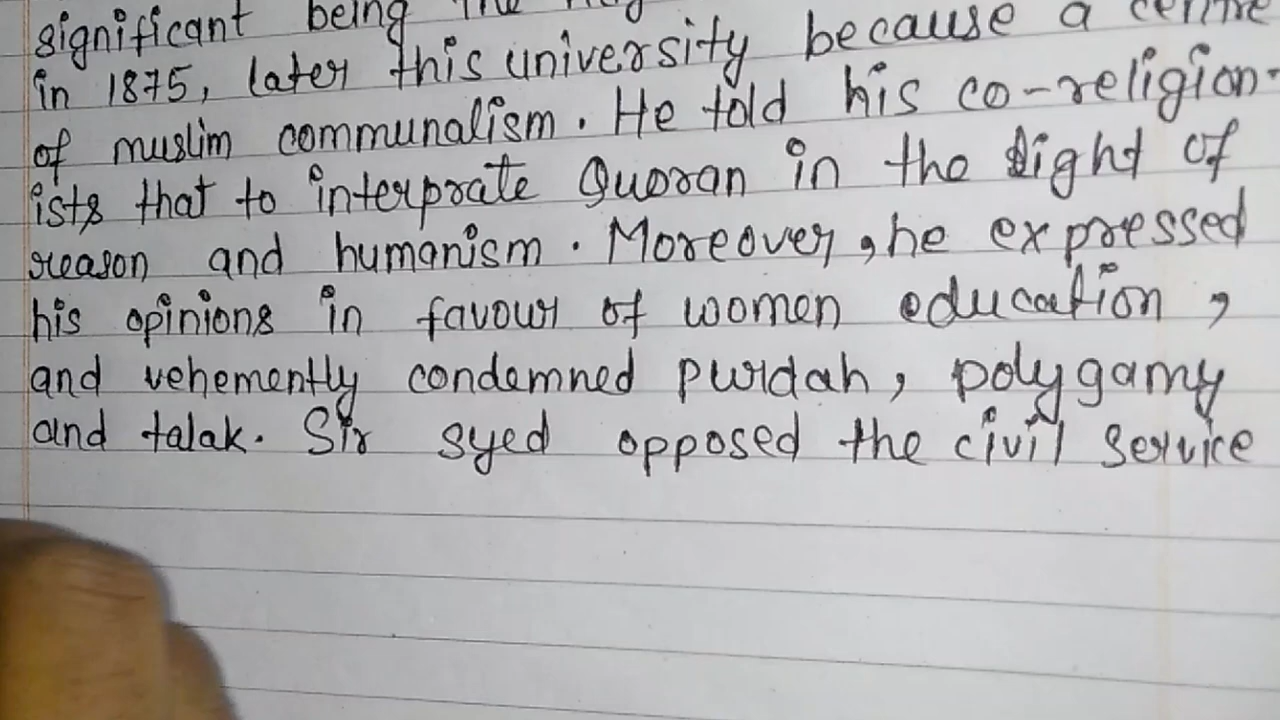 significant being the
in 1875, later this university because a centre
of muslim communalism. He told his co-religion-
ists that to interprate Quoran in the light of
reason and humanism. Moreover, he expressed
his opinions in favour of women education,
and vehemently condemned purdah, polygamy
and talak. Sir syed opposed the civil service